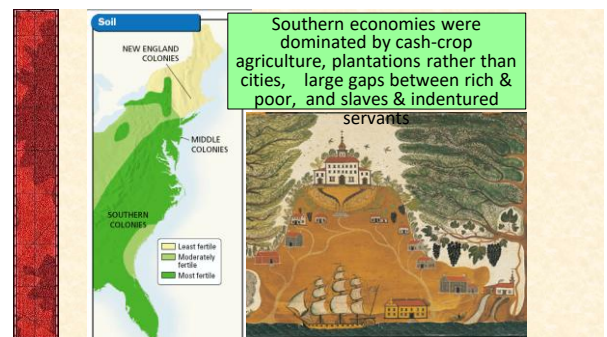 Soil
NEW ENGLAND
COLONIES
MIDDLE
COLONIES
SOUTHERN
COLONIES
Least fertile
Moderately
fertile
Most fertile
Southern economies were
dominated by cash-crop
agriculture, plantations rather than
cities, large gaps between rich &
poor, and slaves & indentured
servants